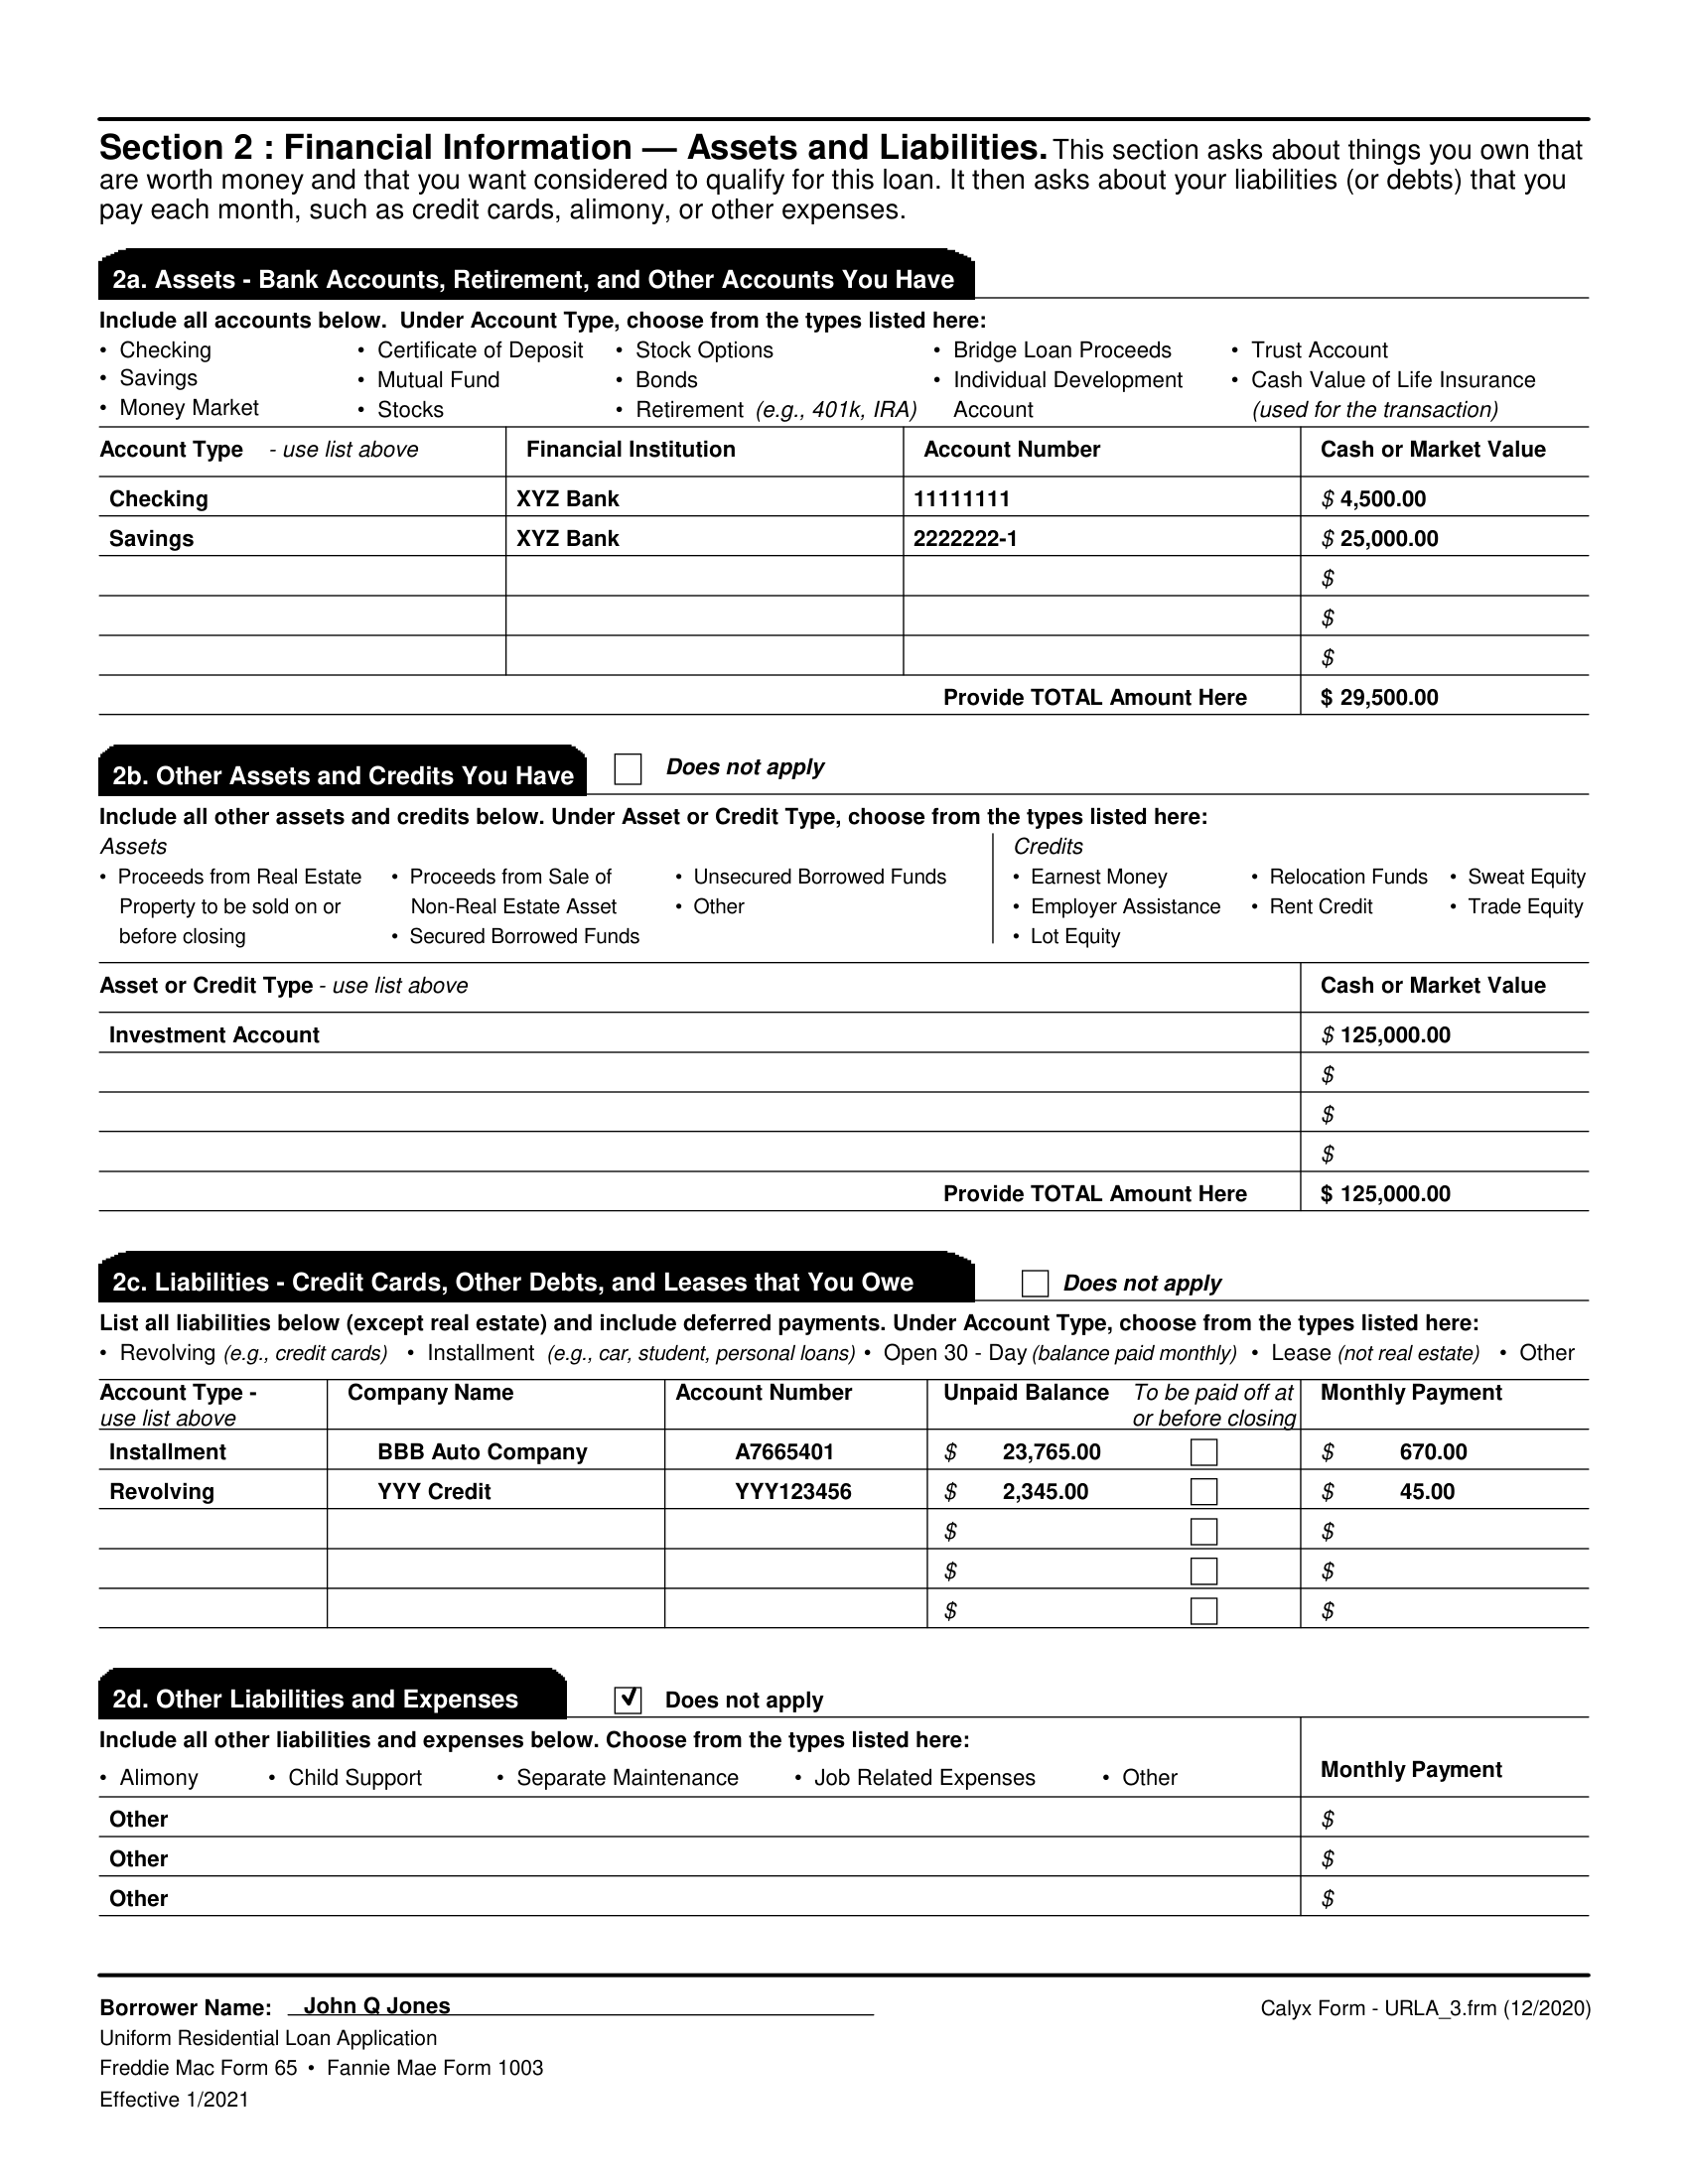 Section 2 : Financial Information — Assets and Liabilities. This section asks about things you own that
are worth money and that you want considered to qualify for this loan. It then asks about your liabilities (or debts) that you
pay each month, such as credit cards, alimony, or other expenses.
2a. Assets - Bank Accounts, Retirement, and Other Accounts You Have
Include all accounts below. Under Account Type, choose from the types listed here:
• Checking • Certificate of Deposit • Stock Options • Bridge Loan Proceeds • Trust Account
• Savings • Mutual Fund • Bonds • Individual Development • Cash Value of Life Insurance
• Money Market • Stocks • Retirement (e.g., 401k, IRA) Account (used for the transaction)
Account Type - use list above Financial Institution Account Number Cash or Market Value
Checking XYZ Bank 11111111 $ 4,500.00
Savings XYZ Bank 2222222-1 $ 25,000.00
$
$
$
Provide TOTAL Amount Here $ 29,500.00
2b. Other Assets and Credits You Have Does not apply
Include all other assets and credits below. Under Asset or Credit Type, choose from the types listed here:
Assets Credits
• Proceeds from Real Estate • Proceeds from Sale of • Unsecured Borrowed Funds • Earnest Money • Relocation Funds • Sweat Equity
Property to be sold on or Non-Real Estate Asset • Other • Employer Assistance • Rent Credit • Trade Equity
before closing • Secured Borrowed Funds • Lot Equity
Asset or Credit Type - use list above Cash or Market Value
Investment Account $ 125,000.00
$
$
$
Provide TOTAL Amount Here $ 125,000.00
2c. Liabilities - Credit Cards, Other Debts, and Leases that You Owe Does not apply
List all liabilities below (except real estate) and include deferred payments. Under Account Type, choose from the types listed here:
• Revolving (e.g., credit cards) • Installment (e.g., car, student, personal loans) • Open 30 - Day (balance paid monthly) • Lease (not real estate) • Other
Account Type - Company Name Account Number Unpaid Balance To be paid off at Monthly Payment
use list above or before closing
Installment BBB Auto Company A7665401 $ 23,765.00 $ 670.00
Revolving YYY Credit YYY123456 $ 2,345.00 $ 45.00
$ $
$ $
$ $
2d. Other Liabilities and Expenses ✓ Does not apply
Include all other liabilities and expenses below. Choose from the types listed here:
Monthly Payment
• Alimony • Child Support • Separate Maintenance • Job Related Expenses • Other
Other $
Other $
Other $
Borrower Name: John Q Jones Calyx Form - URLA_3.frm (12/2020)
Uniform Residential Loan Application
Freddie Mac Form 65 • Fannie Mae Form 1003
Effective 1/2021